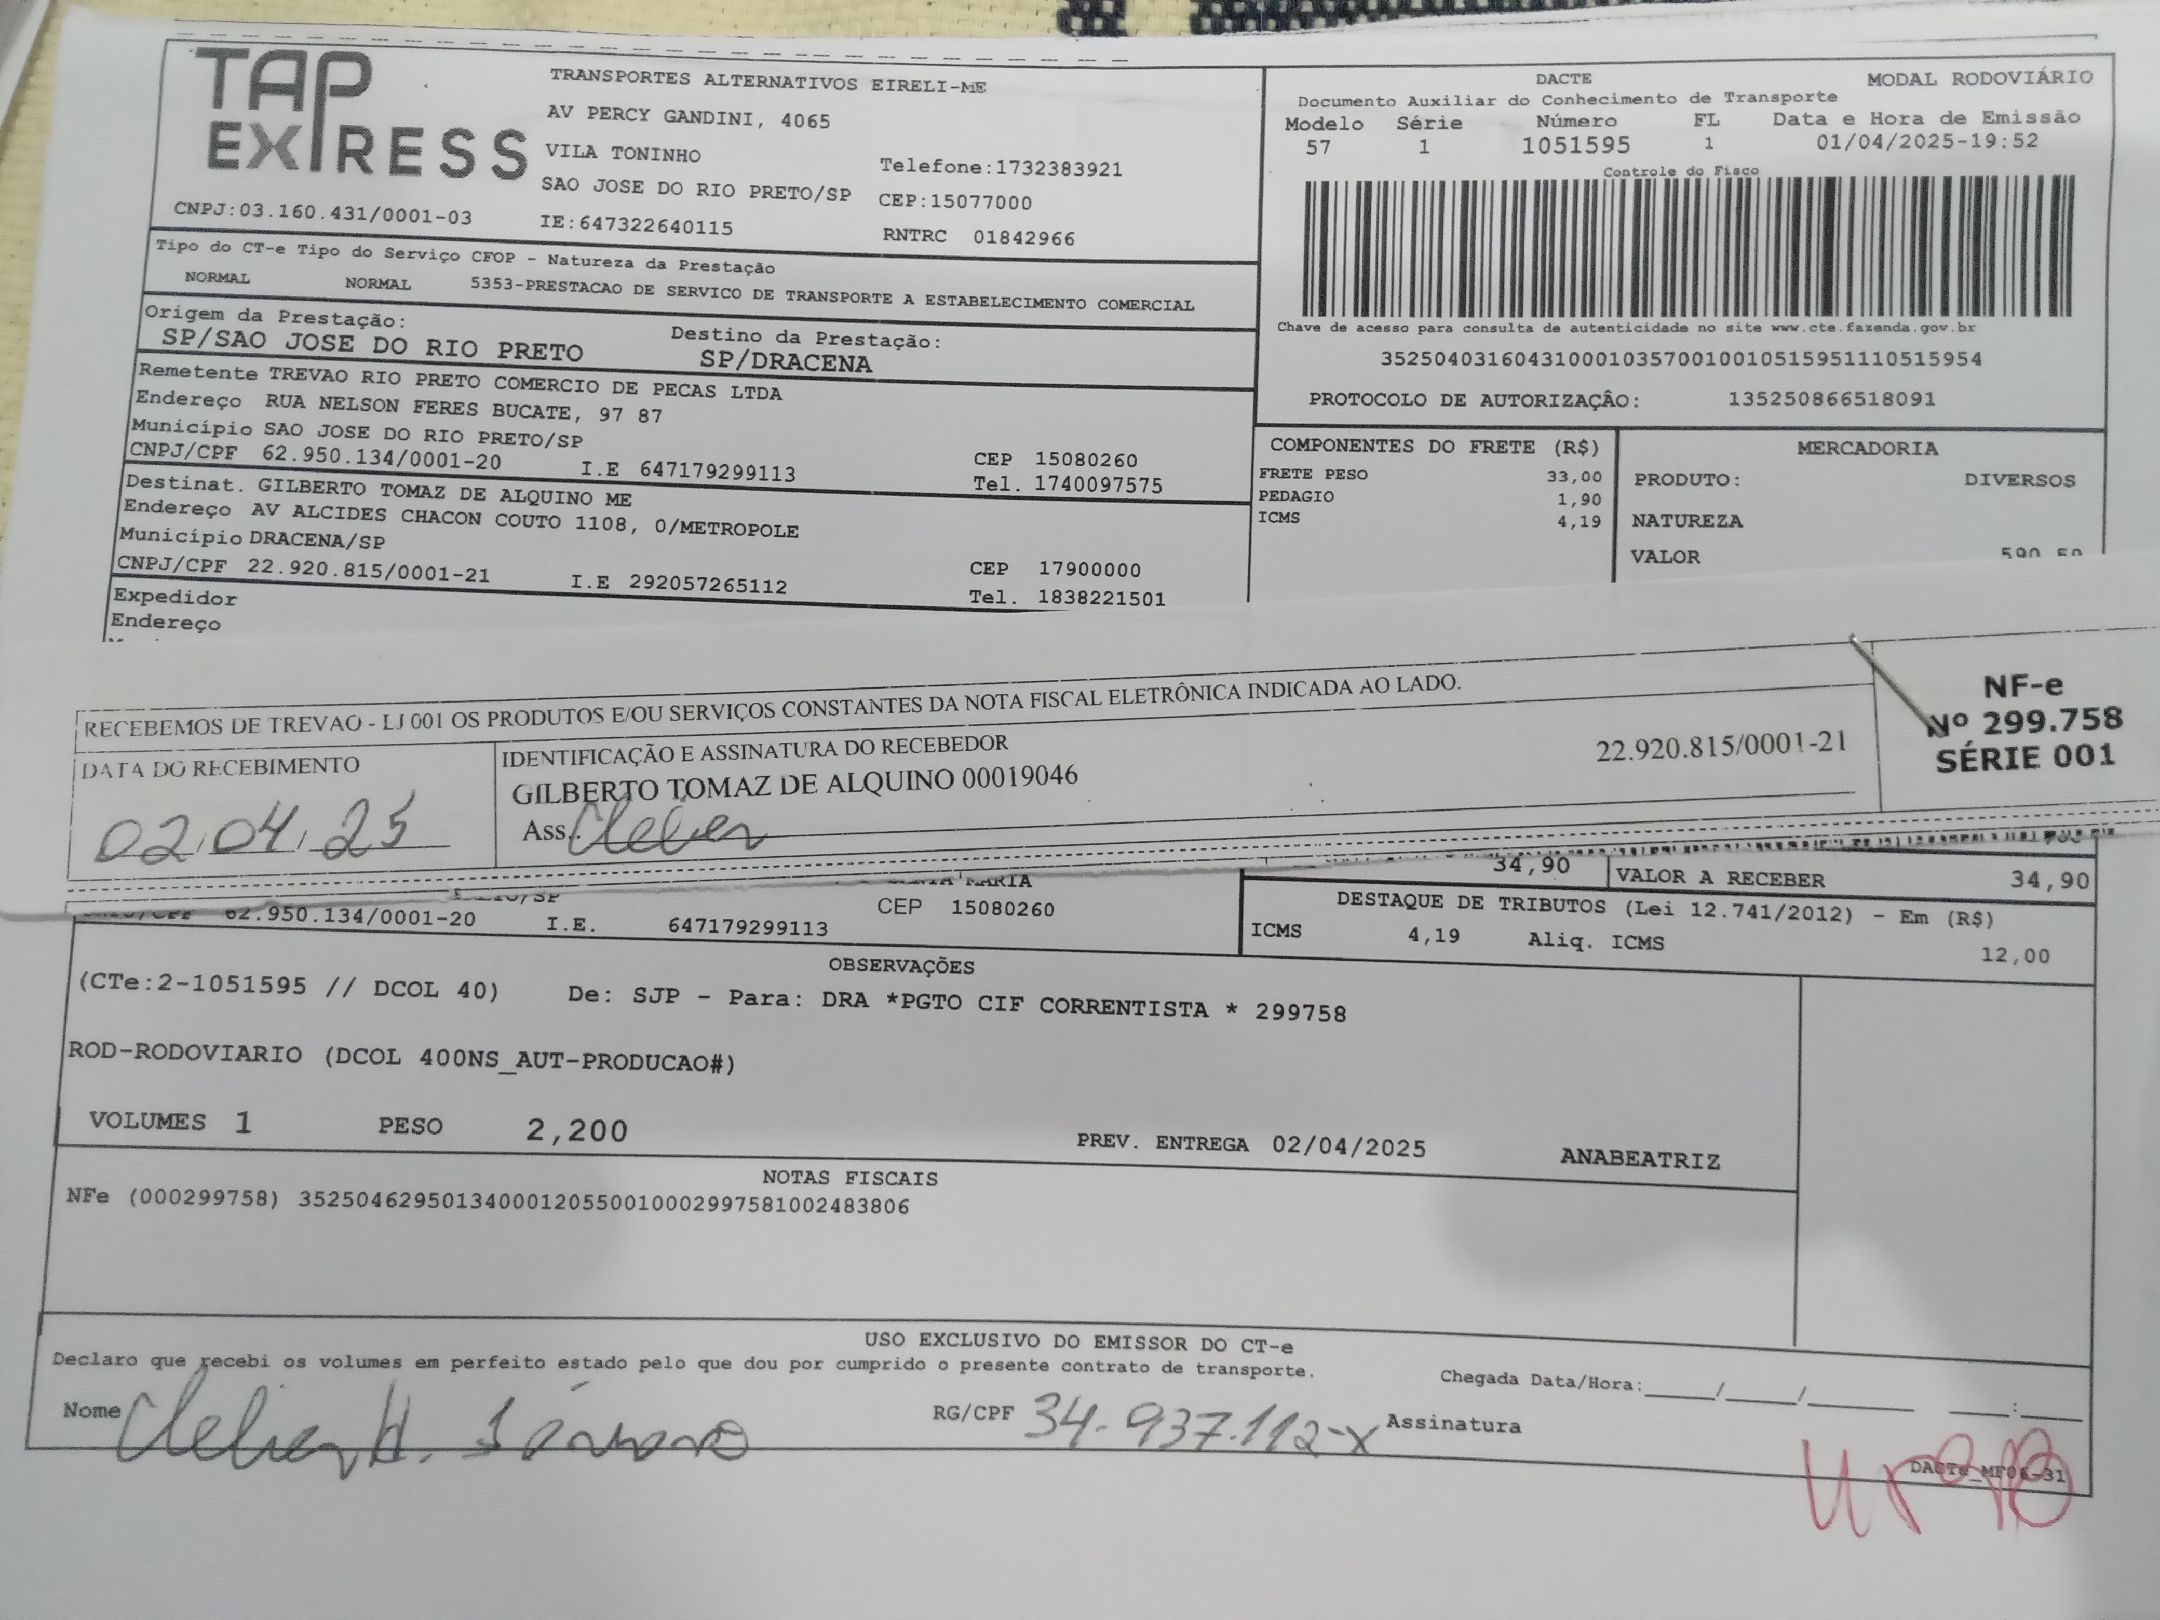 TAP EXPRESS
TRANSPORTES ALTERNATIVOS EIRELI-ME
AV PERCY GANDINI, 4065
VILA TONINHO
Telefone:1732383921
SAO JOSE DO RIO PRETO/SP CEP:15077000
CNPJ:03.160.431/0001-03 IE:647322640115 RNTRC 01842966
DACTE MODAL RODOVIÁRIO
Documento Auxiliar do Conhecimento de Transporte
Modelo Série Número FL Data e Hora de Emissão
57 1 1051595 1 01/04/2025-19:52
Controle do Fisco
Chave de acesso para consulta de autenticidade no site www.cte.fazenda.gov.br
35250403160431000103570010010515951110515954
PROTOCOLO DE AUTORIZAÇÃO: 135250866518091
Tipo do CT-e Tipo do Serviço CFOP - Natureza da Prestação
NORMAL NORMAL 5353-PRESTACAO DE SERVICO DE TRANSPORTE A ESTABELECIMENTO COMERCIAL
Origem da Prestação: Destino da Prestação:
SP/SAO JOSE DO RIO PRETO SP/DRACENA
Remetente TREVAO RIO PRETO COMERCIO DE PECAS LTDA
Endereço RUA NELSON FERES BUCATE, 97 87
Município SAO JOSE DO RIO PRETO/SP CEP 15080260
CNPJ/CPF 62.950.134/0001-20 I.E 647179299113 Tel. 1740097575
Destinat. GILBERTO TOMAZ DE ALQUINO ME
Endereço AV ALCIDES CHACON COUTO 1108, 0/METROPOLE
Município DRACENA/SP CEP 17900000
CNPJ/CPF 22.920.815/0001-21 I.E 292057265112 Tel. 1838221501
Expedidor
Endereço
COMPONENTES DO FRETE (R$)
FRETE PESO 33,00
PEDAGIO 1,90
ICMS 4,19
MERCADORIA
PRODUTO: DIVERSOS
NATUREZA
VALOR 590,50
RECEBEMOS DE TREVAO - LJ 001 OS PRODUTOS E/OU SERVIÇOS CONSTANTES DA NOTA FISCAL ELETRÔNICA INDICADA AO LADO.
DATA DO RECEBIMENTO
02/04/25
IDENTIFICAÇÃO E ASSINATURA DO RECEBEDOR
GILBERTO TOMAZ DE ALQUINO 00019046 22.920.815/0001-21
Ass.: Cleber
NF-e
Nº 299.758
SÉRIE 001
34,90 VALOR A RECEBER 34,90
MARIA
CEP 15080260
62.950.134/0001-20 I.E. 647179299113
DESTAQUE DE TRIBUTOS (Lei 12.741/2012) - Em (R$)
ICMS 4,19 Aliq. ICMS 12,00
OBSERVAÇÕES
(CTe:2-1051595 // DCOL 40) De: SJP - Para: DRA *PGTO CIF CORRENTISTA * 299758
ROD-RODOVIARIO (DCOL 400NS_AUT-PRODUCAO#)
VOLUMES 1 PESO 2,200 PREV. ENTREGA 02/04/2025 ANABEATRIZ
NOTAS FISCAIS
NFe (000299758) 35250462950134000120550010002997581002483806
USO EXCLUSIVO DO EMISSOR DO CT-e
Declaro que recebi os volumes em perfeito estado pelo que dou por cumprido o presente contrato de transporte.
Chegada Data/Hora:_____/_____/_______ ___:____
Nome Cleber H. RG/CPF 34-937.112-X Assinatura
DACTe_MF06-31